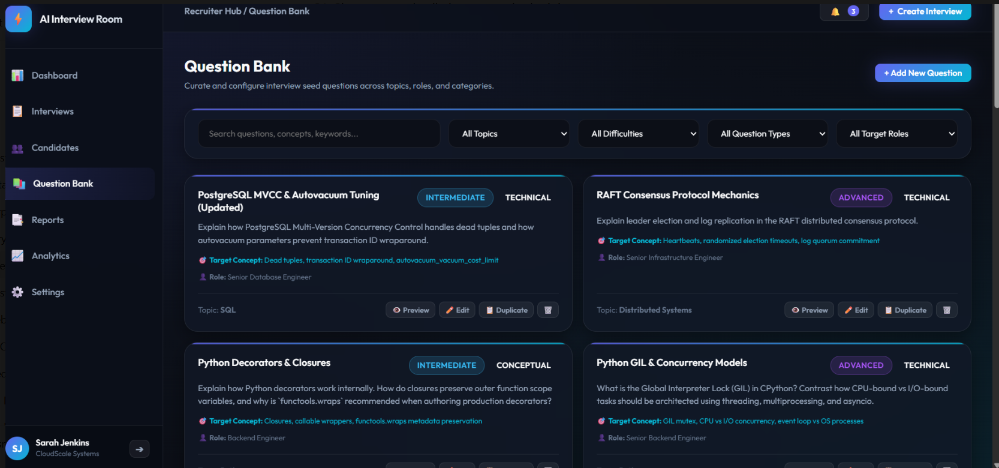 AI Interview Room
Recruiter Hub / Question Bank
3
+ Create Interview
Dashboard
Interviews
Candidates
Question Bank
Reports
Analytics
Settings
SJ
Sarah Jenkins
CloudScale Systems
Question Bank
Curate and configure interview seed questions across topics, roles, and categories.
+ Add New Question
Search questions, concepts, keywords...
All Topics
All Difficulties
All Question Types
All Target Roles
PostgreSQL MVCC & Autovacuum Tuning
(Updated)
INTERMEDIATE
TECHNICAL
Explain how PostgreSQL Multi-Version Concurrency Control handles dead tuples and how
autovacuum parameters prevent transaction ID wraparound.
Target Concept: Dead tuples, transaction ID wraparound, autovacuum_vacuum_cost_limit
Role: Senior Database Engineer
Topic: SQL
Preview
Edit
Duplicate
RAFT Consensus Protocol Mechanics
ADVANCED
TECHNICAL
Explain leader election and log replication in the RAFT distributed consensus protocol.
Target Concept: Heartbeats, randomized election timeouts, log quorum commitment
Role: Senior Infrastructure Engineer
Topic: Distributed Systems
Preview
Edit
Duplicate
Python Decorators & Closures
INTERMEDIATE
CONCEPTUAL
Explain how Python decorators work internally. How do closures preserve outer function scope
variables, and why is `functools.wraps` recommended when authoring production decorators?
Target Concept: Closures, callable wrappers, functools.wraps metadata preservation
Role: Backend Engineer
Python GIL & Concurrency Models
ADVANCED
TECHNICAL
What is the Global Interpreter Lock (GIL) in CPython? Contrast how CPU-bound vs I/O-bound
tasks should be architected using threading, multiprocessing, and asyncio.
Target Concept: GIL mutex, CPU vs I/O concurrency, event loop vs OS processes
Role: Senior Backend Engineer